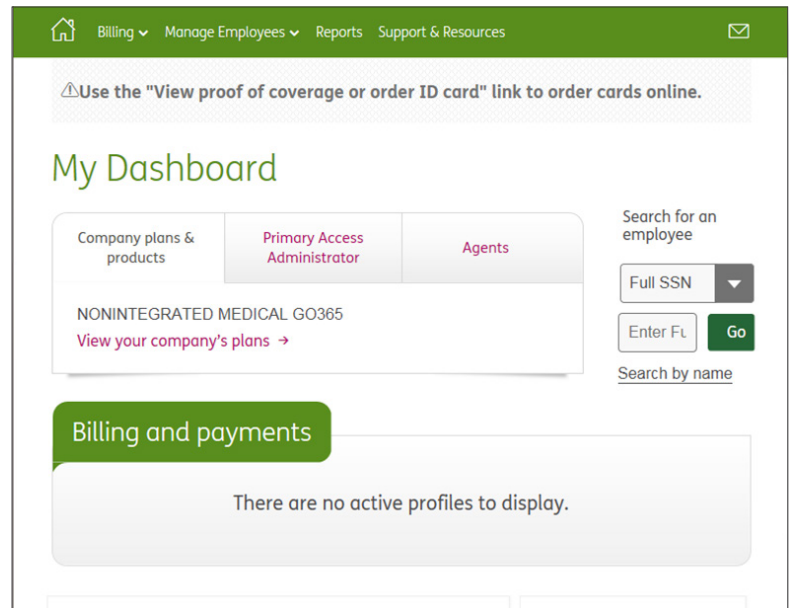 Billing Manage Employees Reports Support & Resources
Use the "View proof of coverage or order ID card" link to order cards online.
My Dashboard
Company plans &
products
Primary Access
Administrator
Agents
NONINTEGRATED MEDICAL GO365
View your company's plans →
Search for an
employee
Full SSN
Enter Fu
Go
Search by name
Billing and payments
There are no active profiles to display.